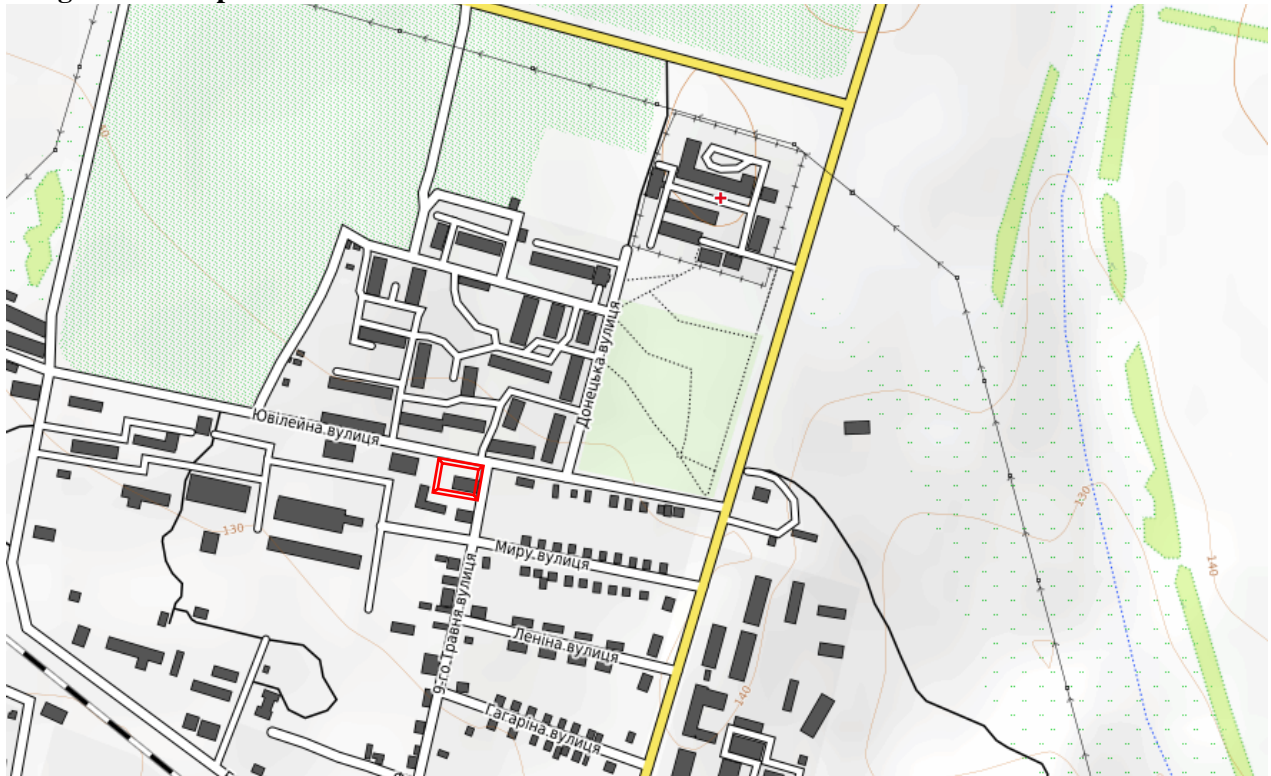 Донецька вулиця
Ювілейна вулиця
130
130
140
Миру вулиця
9-го Травня вулиця
Леніна вулиця
140
Гагаріна вулиця